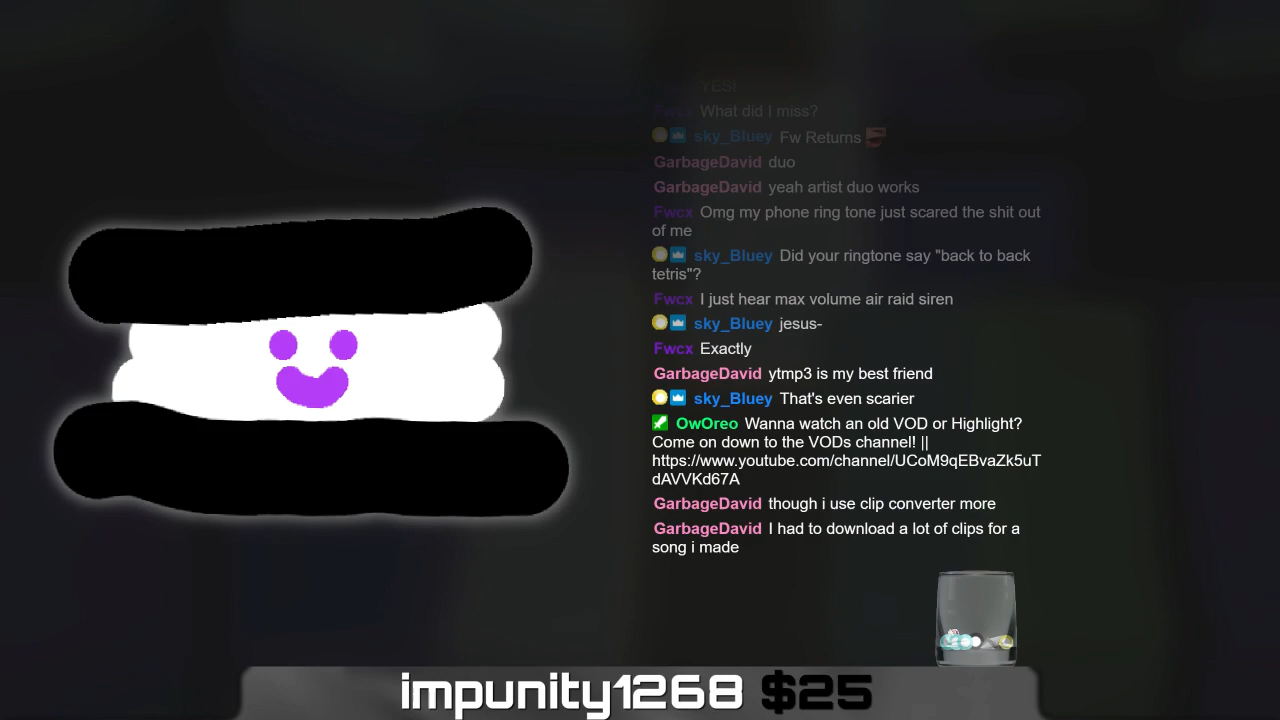 YES!
Fwcx What did I miss?
sky_Bluey Fw Returns
GarbageDavid duo
GarbageDavid yeah artist duo works
Fwcx Omg my phone ring tone just scared the shit out
of me
sky_Bluey Did your ringtone say "back to back
tetris"?
Fwcx I just hear max volume air raid siren
sky_Bluey jesus-
Fwcx Exactly
GarbageDavid ytmp3 is my best friend
sky_Bluey That's even scarier
OwOreo Wanna watch an old VOD or Highlight?
Come on down to the VODs channel! ||
https://www.youtube.com/channel/UCoM9qEBvaZk5uT
dAVVKd67A
GarbageDavid though i use clip converter more
GarbageDavid I had to download a lot of clips for a
song i made
impunity1268 $25